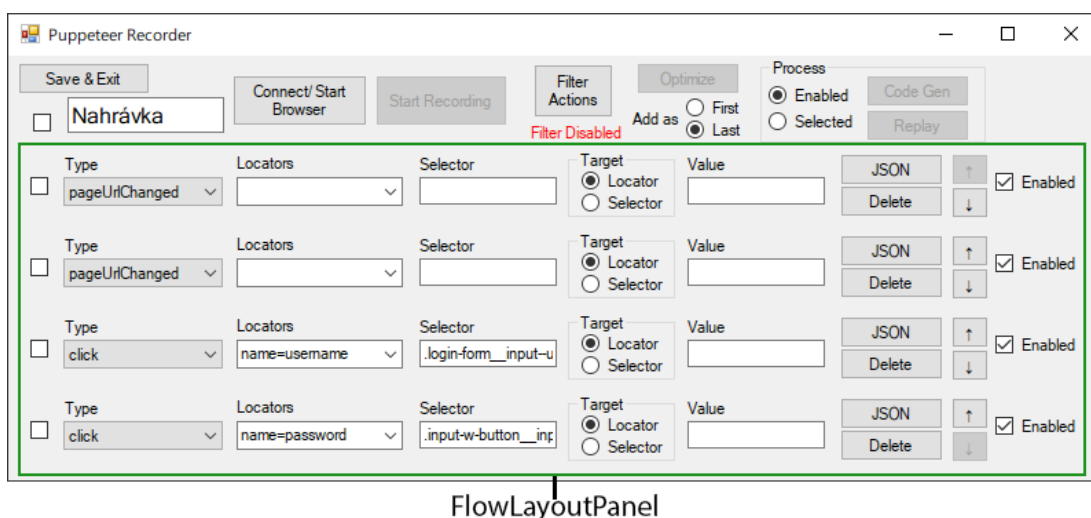 Puppeteer Recorder
Save & Exit
Nahrávka
Connect/ Start
Browser
Start Recording
Filter
Actions
Filter Disabled
Optimize
Add as
First
Last
Process
Enabled
Selected
Code Gen
Replay
Type Locators Selector Target Value
pageUrlChanged
Locator
Selector
JSON
Delete
↑
↓
Enabled
Type Locators Selector Target Value
pageUrlChanged
Locator
Selector
JSON
Delete
↑
↓
Enabled
Type Locators Selector Target Value
click name=username .login-form__input--u
Locator
Selector
JSON
Delete
↑
↓
Enabled
Type Locators Selector Target Value
click name=password .input-w-button__inp
Locator
Selector
JSON
Delete
↑
↓
Enabled
FlowLayoutPanel